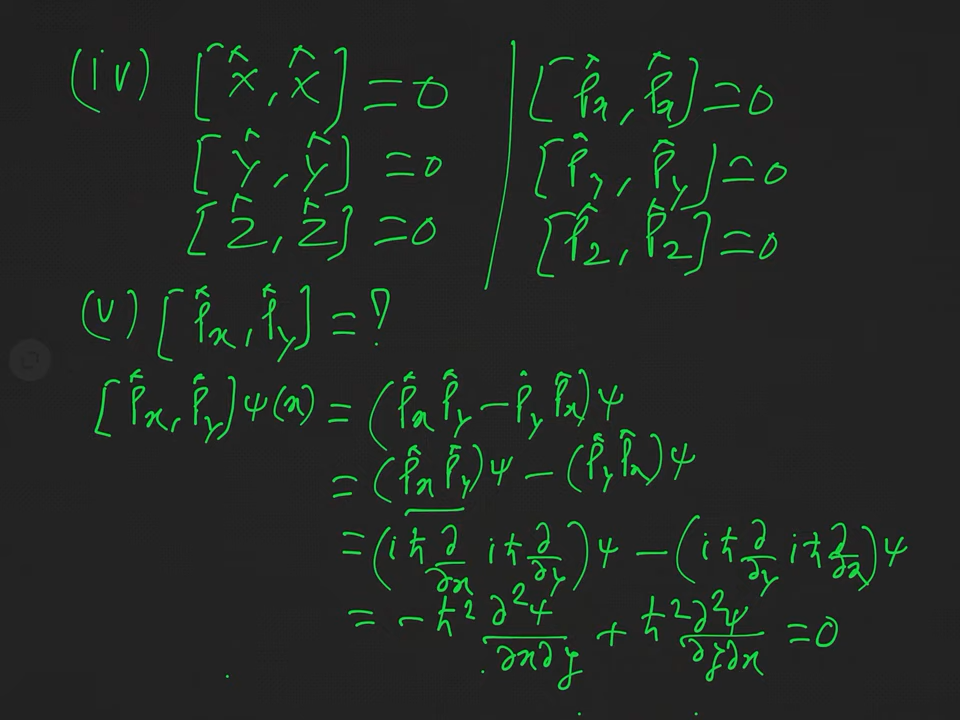 (iv) [x̂, x̂] = 0 | [p̂x, p̂x] = 0
[ŷ, ŷ] = 0 | [p̂y, p̂y] = 0
[ẑ, ẑ] = 0 | [p̂z, p̂z] = 0
(v) [p̂x, p̂y] = ?
[p̂x, p̂y]ψ(x) = (p̂x p̂y − p̂y p̂x)ψ
= (p̂x p̂y)ψ − (p̂y p̂x)ψ
= (iħ ∂/∂x iħ ∂/∂y)ψ − (iħ ∂/∂y iħ ∂/∂x)ψ
= −ħ² ∂²ψ/∂x∂y + ħ² ∂²ψ/∂y∂x = 0